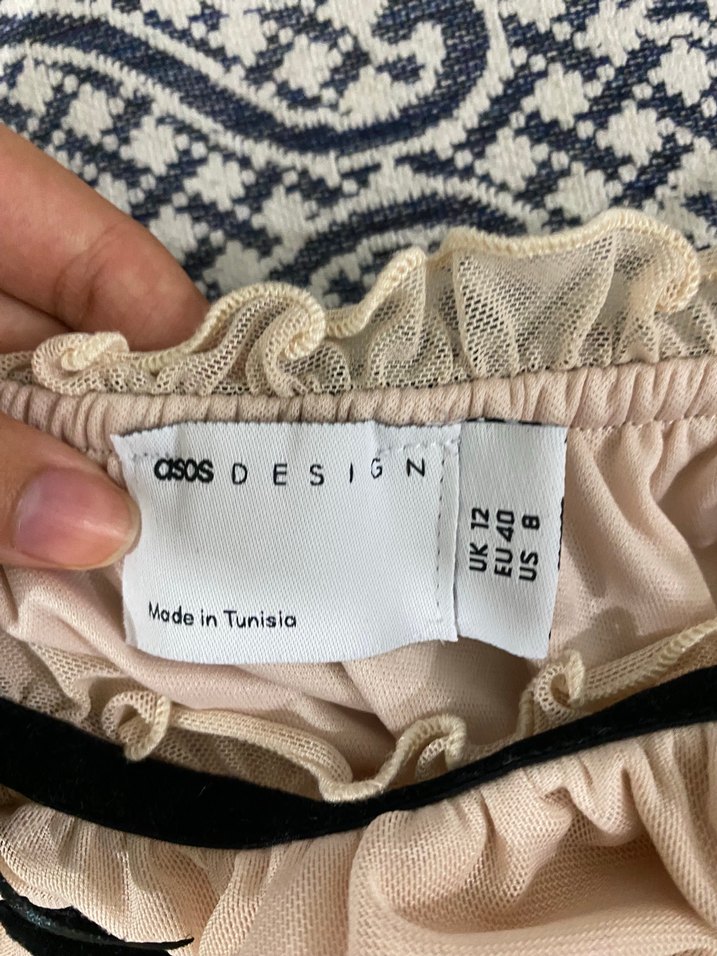 asos DESIGN
Made in Tunisia
UK 12
EU 40
US 8